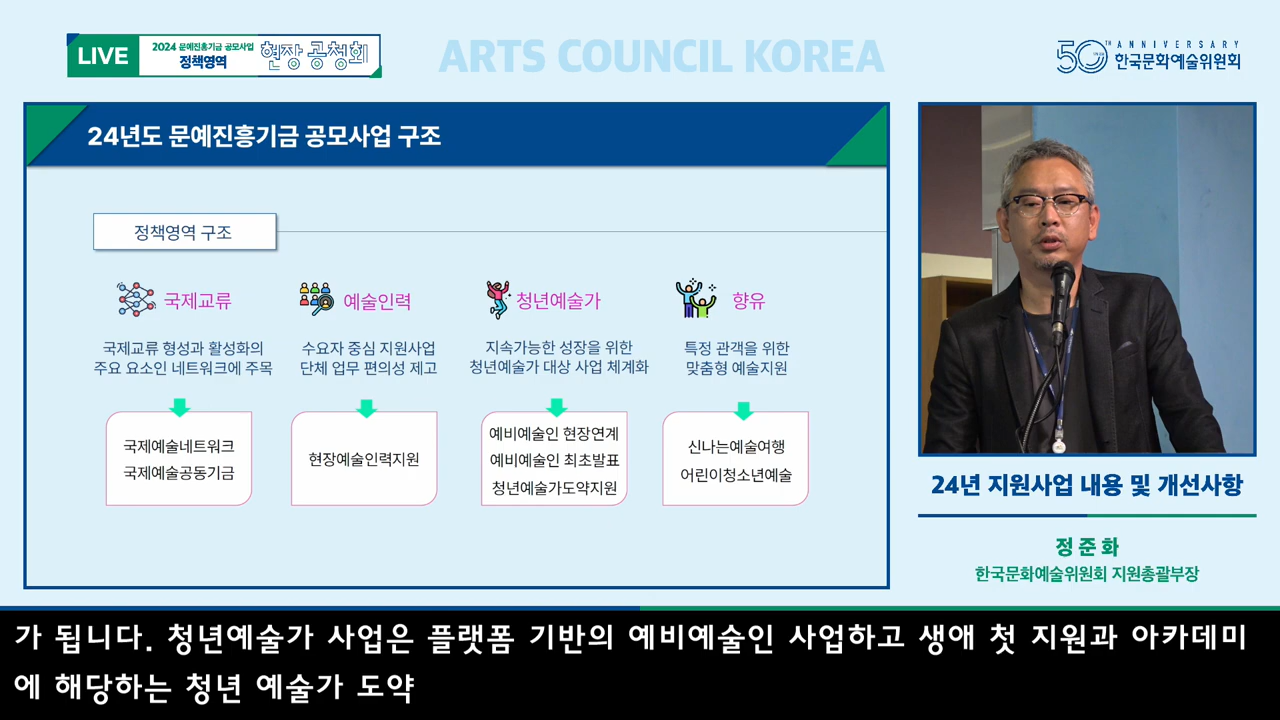 LIVE
2024 문예진흥기금 공모사업
정책영역
현장 공청회
ARTS COUNCIL KOREA
50TH ANNIVERSARY
한국문화예술위원회
24년도 문예진흥기금 공모사업 구조
정책영역 구조
국제교류
국제교류 형성과 활성화의
주요 요소인 네트워크에 주목
국제예술네트워크
국제예술공동기금
예술인력
수요자 중심 지원사업
단체 업무 편의성 제고
현장예술인력지원
청년예술가
지속가능한 성장을 위한
청년예술가 대상 사업 체계화
예비예술인 현장연계
예비예술인 최초발표
청년예술가도약지원
향유
특정 관객을 위한
맞춤형 예술지원
신나는예술여행
어린이청소년예술
24년 지원사업 내용 및 개선사항
정 준 화
한국문화예술위원회 지원총괄부장
가 됩니다. 청년예술가 사업은 플랫폼 기반의 예비예술인 사업하고 생애 첫 지원과 아카데미
에 해당하는 청년 예술가 도약